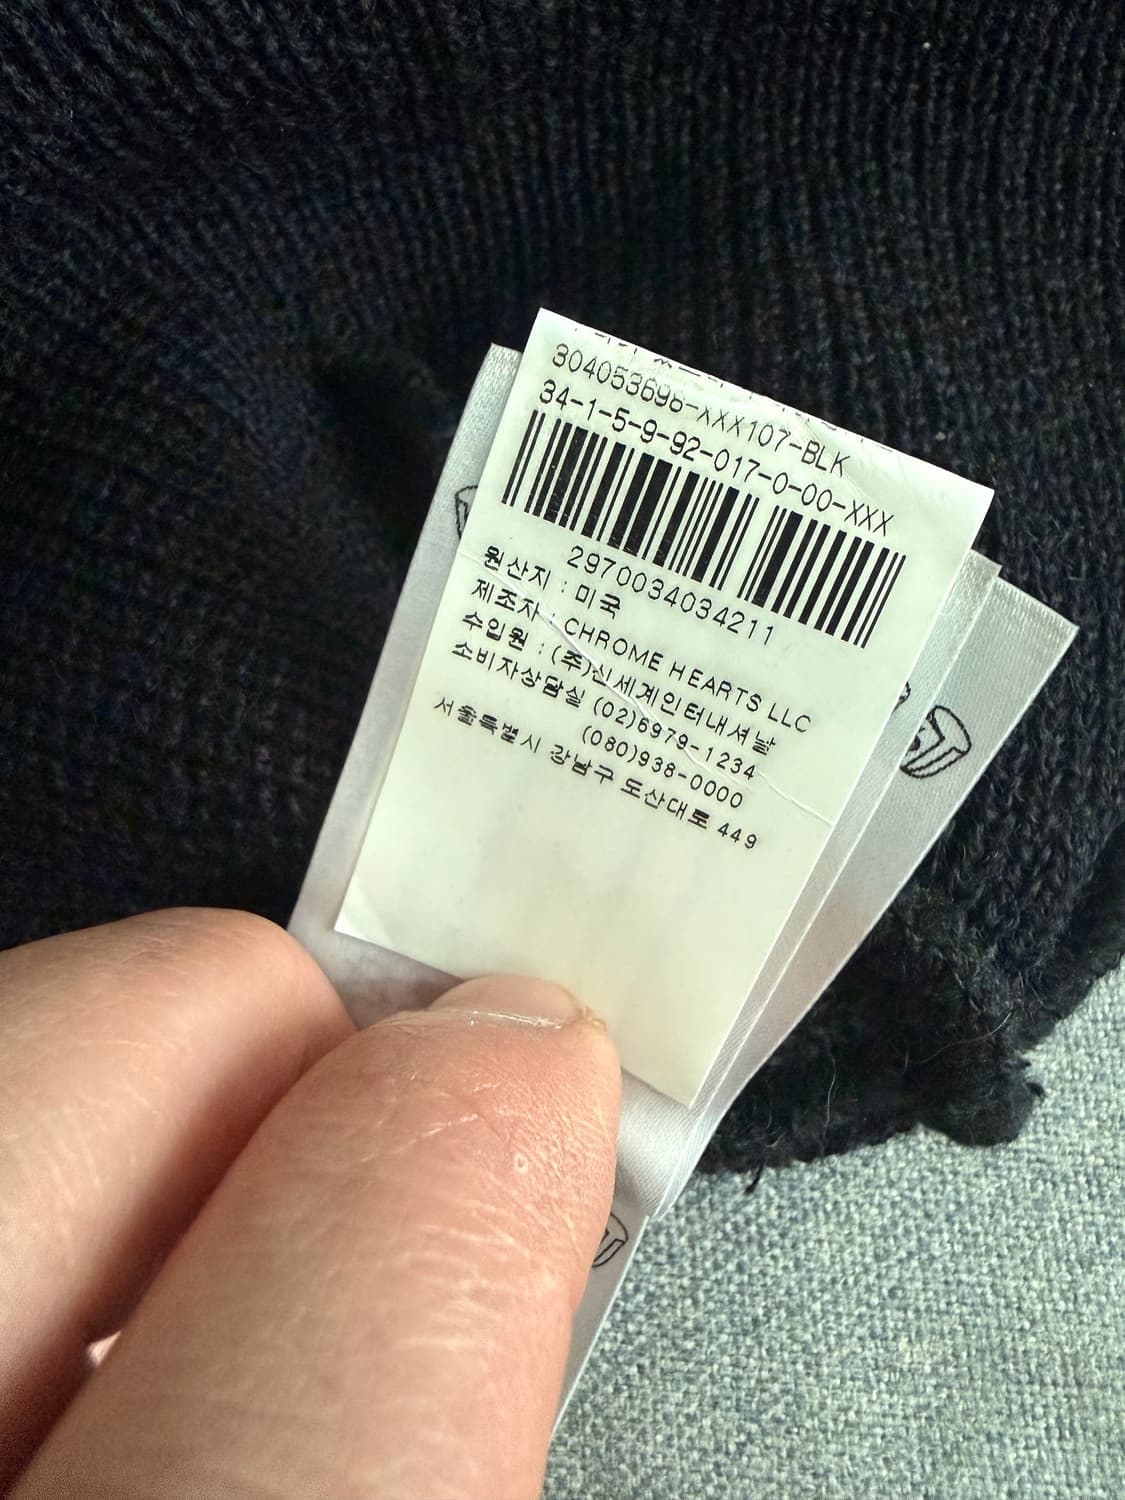 304053696-XXX107-BLK
34-1-5-9-92-017-0-00-XXX
2970034034211
원산지 : 미국
제조자 : CHROME HEARTS LLC
수입원 : (주)신세계인터내셔날
소비자상담실 (02)6979-1234
(080)938-0000
서울특별시 강남구 도산대로 449